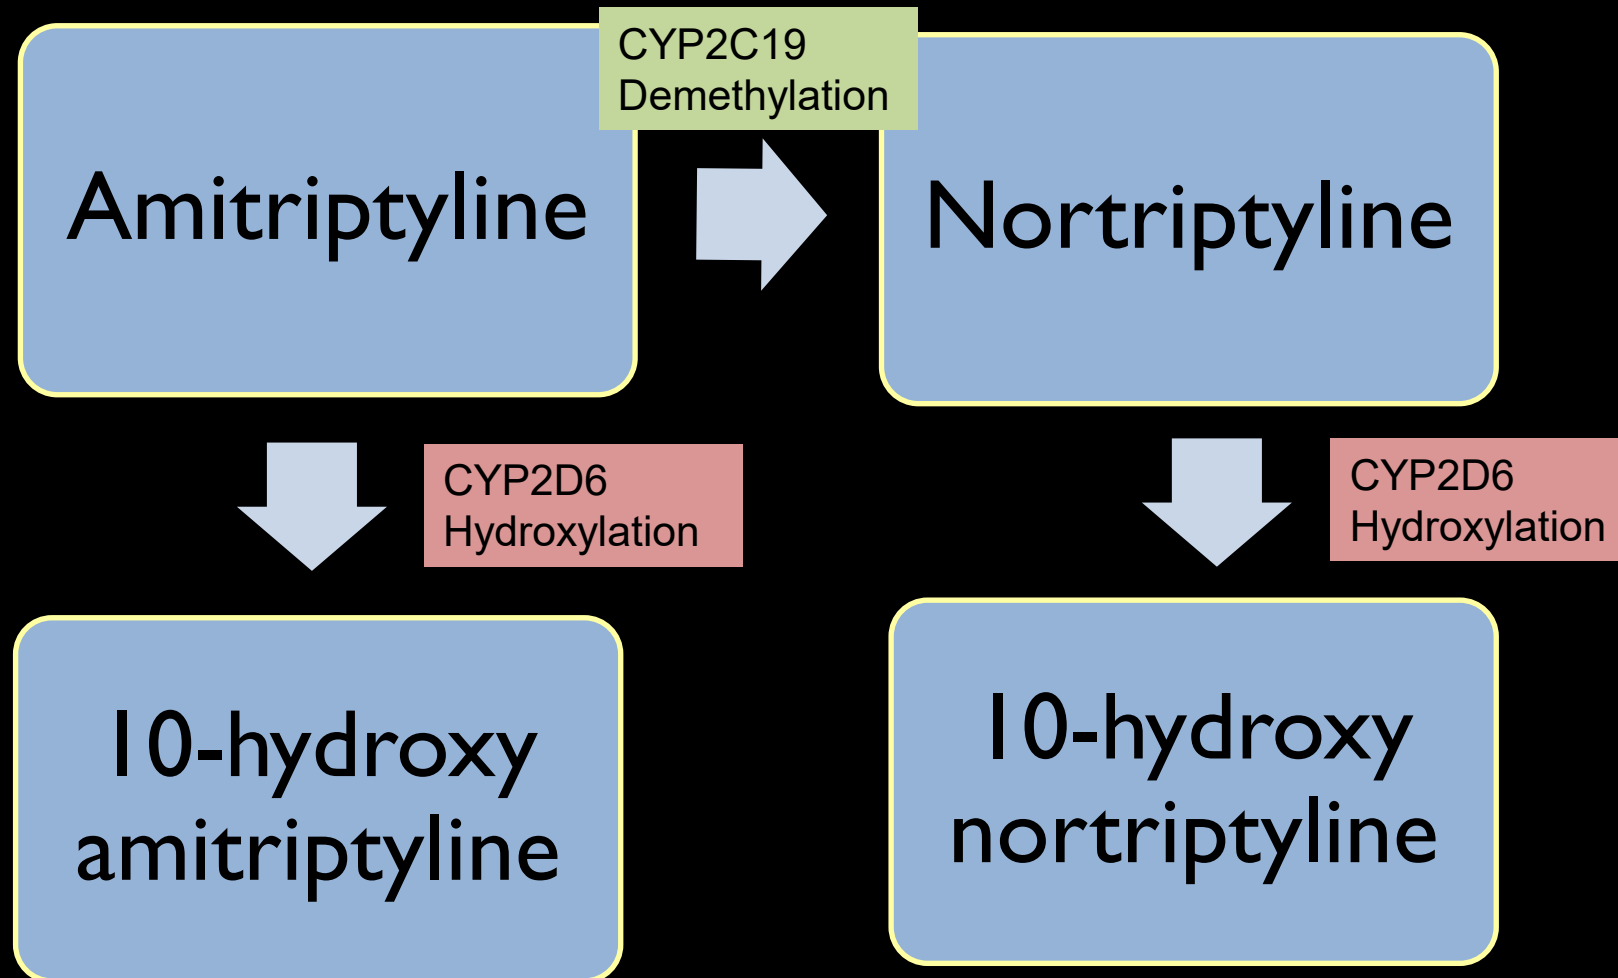 CYP2C19
Demethylation
Amitriptyline
Nortriptyline
CYP2D6
Hydroxylation
CYP2D6
Hydroxylation
10-hydroxy
amitriptyline
10-hydroxy
nortriptyline